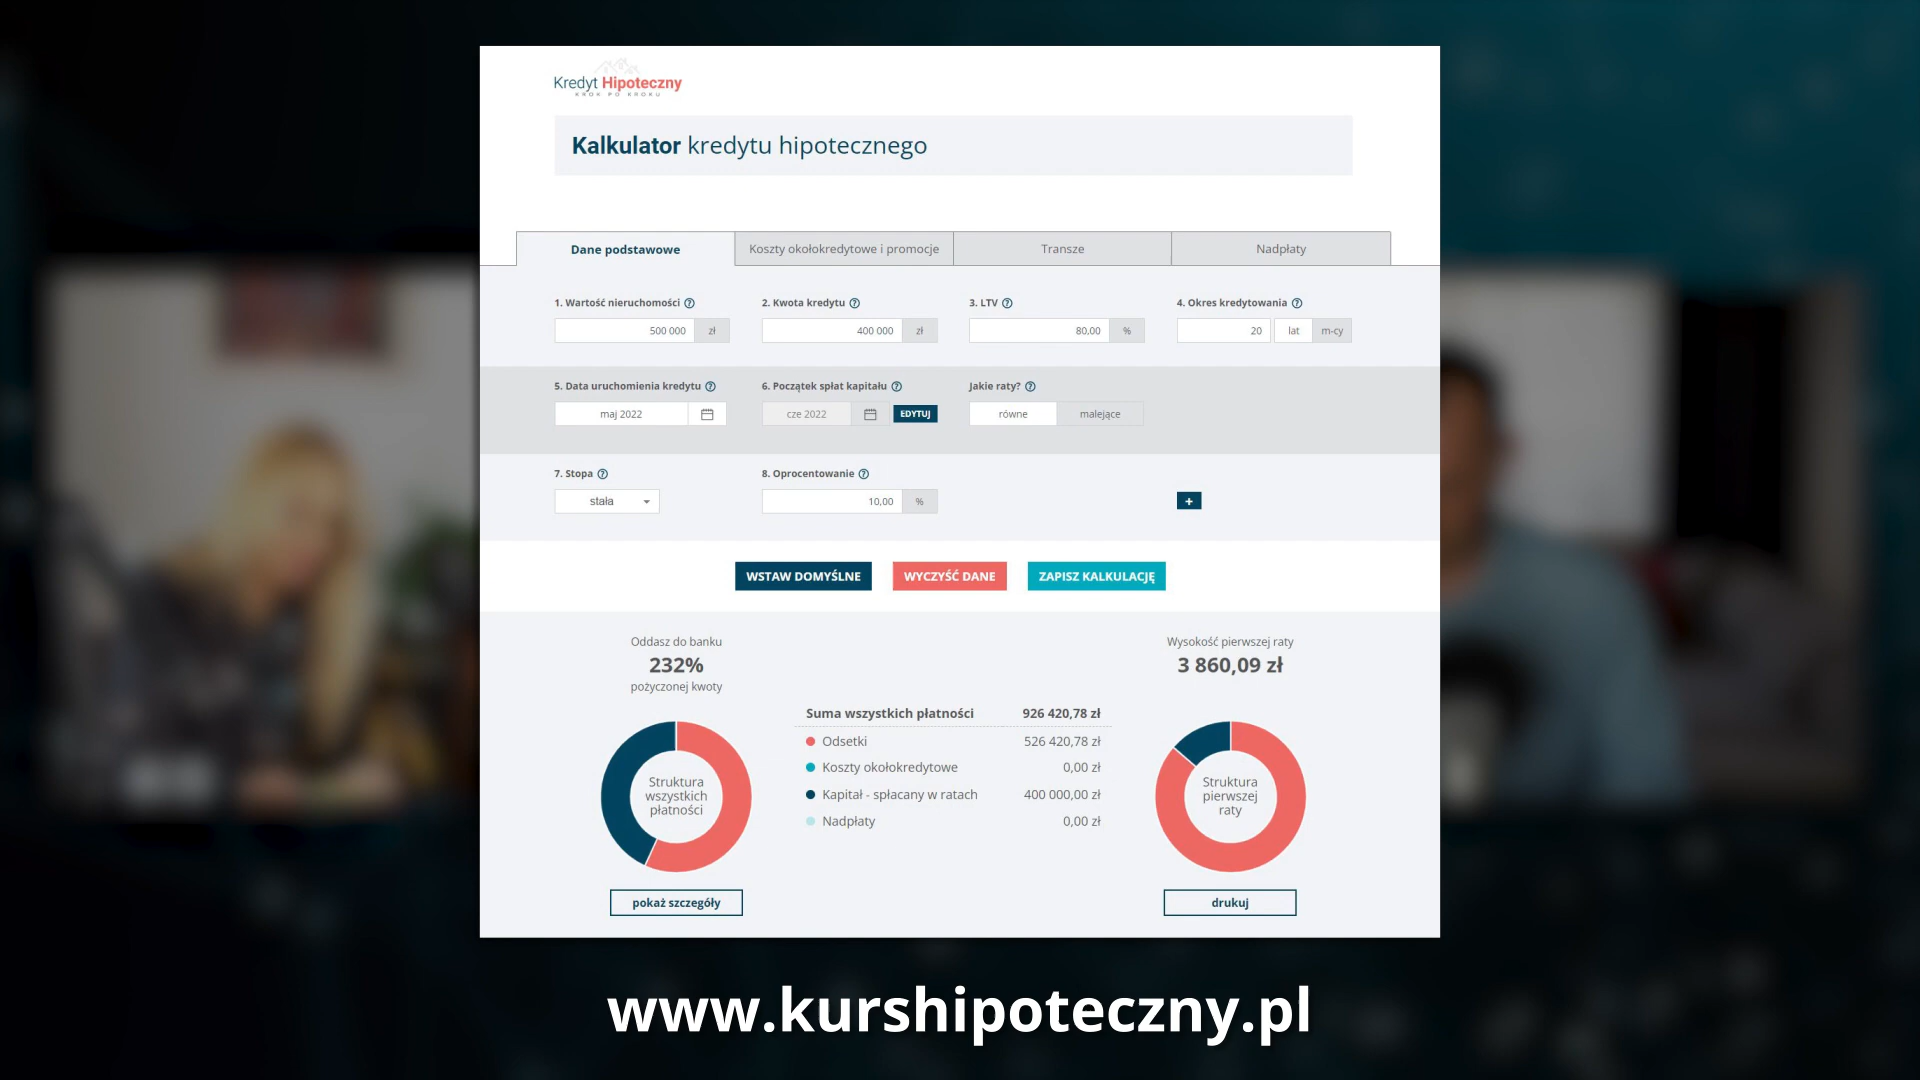 Kredyt Hipoteczny
KROK PO KROKU
Kalkulator kredytu hipotecznego
Dane podstawowe
Koszty okołokredytowe i promocje
Transze
Nadpłaty
1. Wartość nieruchomości ?
2. Kwota kredytu ?
3. LTV ?
4. Okres kredytowania ?
500 000 zł
400 000 zł
80,00 %
20 lat m-cy
5. Data uruchomienia kredytu ?
6. Początek spłat kapitału ?
Jakie raty? ?
maj 2022
cze 2022
EDYTUJ
równe malejące
7. Stopa ?
8. Oprocentowanie ?
stała
10,00 %
+
WSTAW DOMYŚLNE
WYCZYŚĆ DANE
ZAPISZ KALKULACJĘ
Oddasz do banku
232%
pożyczonej kwoty
Wysokość pierwszej raty
3 860,09 zł
Suma wszystkich płatności 926 420,78 zł
Odsetki 526 420,78 zł
Koszty okołokredytowe 0,00 zł
Kapitał - spłacany w ratach 400 000,00 zł
Nadpłaty 0,00 zł
Struktura
wszystkich
płatności
Struktura
pierwszej
raty
pokaż szczegóły
drukuj
www.kurshipoteczny.pl